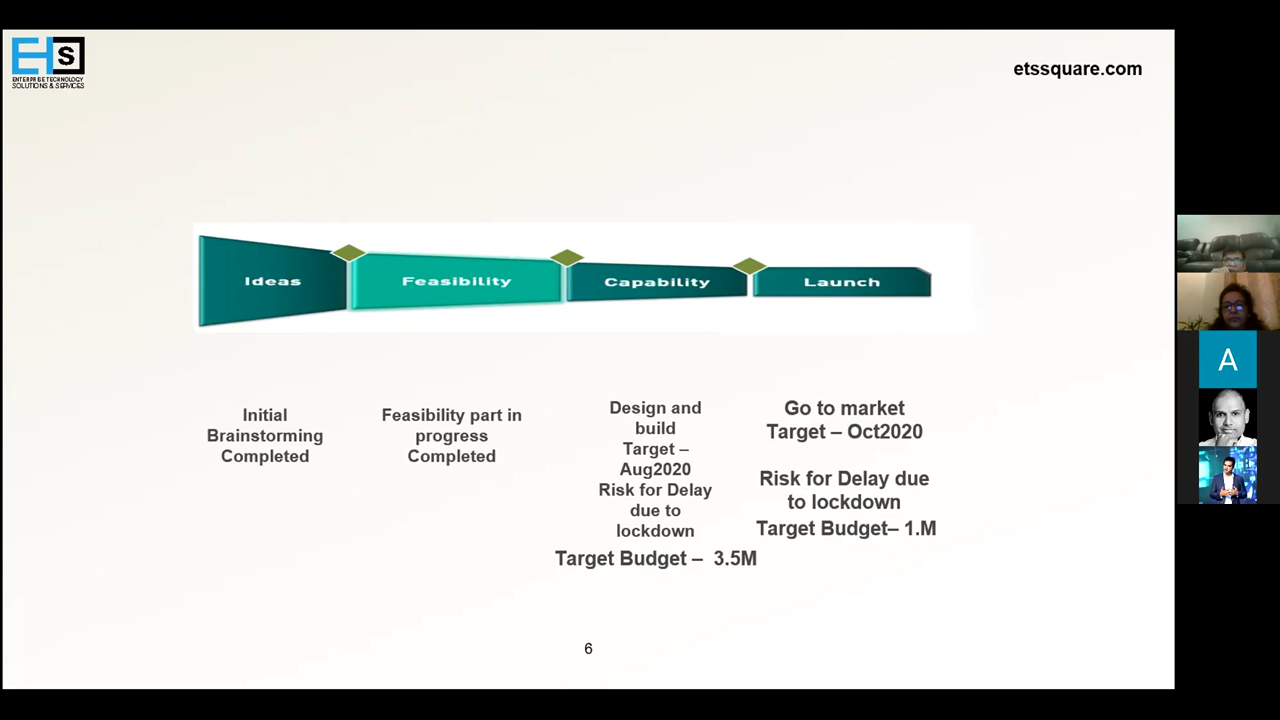 EtS
ENTERPRISE TECHNOLOGY
SOLUTIONS & SERVICES
etssquare.com
Ideas
Feasibility
Capability
Launch
Initial
Brainstorming
Completed
Feasibility part in
progress
Completed
Design and
build
Target –
Aug2020
Risk for Delay
due to
lockdown
Target Budget –  3.5M
Go to market
Target – Oct2020
Risk for Delay due
to lockdown
Target Budget– 1.M
6
A